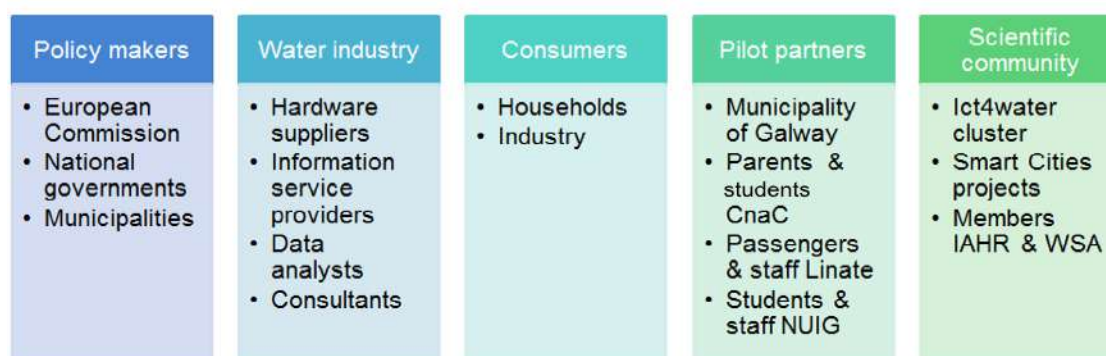 Policy makers
• European
Commission
• National
governments
• Municipalities
Water industry
• Hardware
suppliers
• Information
service
providers
• Data
analysts
• Consultants
Consumers
• Households
• Industry
Pilot partners
• Municipality
of Galway
• Parents &
students
CnaC
• Passengers
& staff Linate
• Students &
staff NUIG
Scientific
community
• Ict4water
cluster
• Smart Cities
projects
• Members
IAHR & WSA